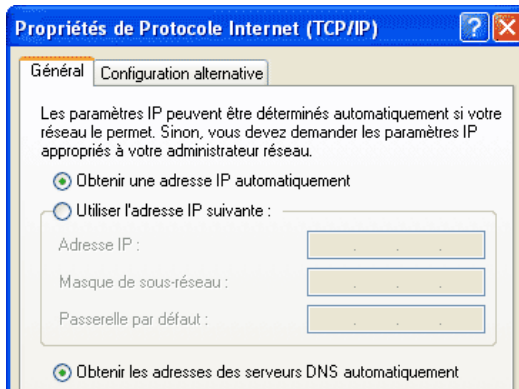 Propriétés de Protocole Internet (TCP/IP)
Général
Configuration alternative
Les paramètres IP peuvent être déterminés automatiquement si votre
réseau le permet. Sinon, vous devez demander les paramètres IP
appropriés à votre administrateur réseau.
Obtenir une adresse IP automatiquement
Utiliser l'adresse IP suivante :
Adresse IP :
Masque de sous-réseau :
Passerelle par défaut :
Obtenir les adresses des serveurs DNS automatiquement